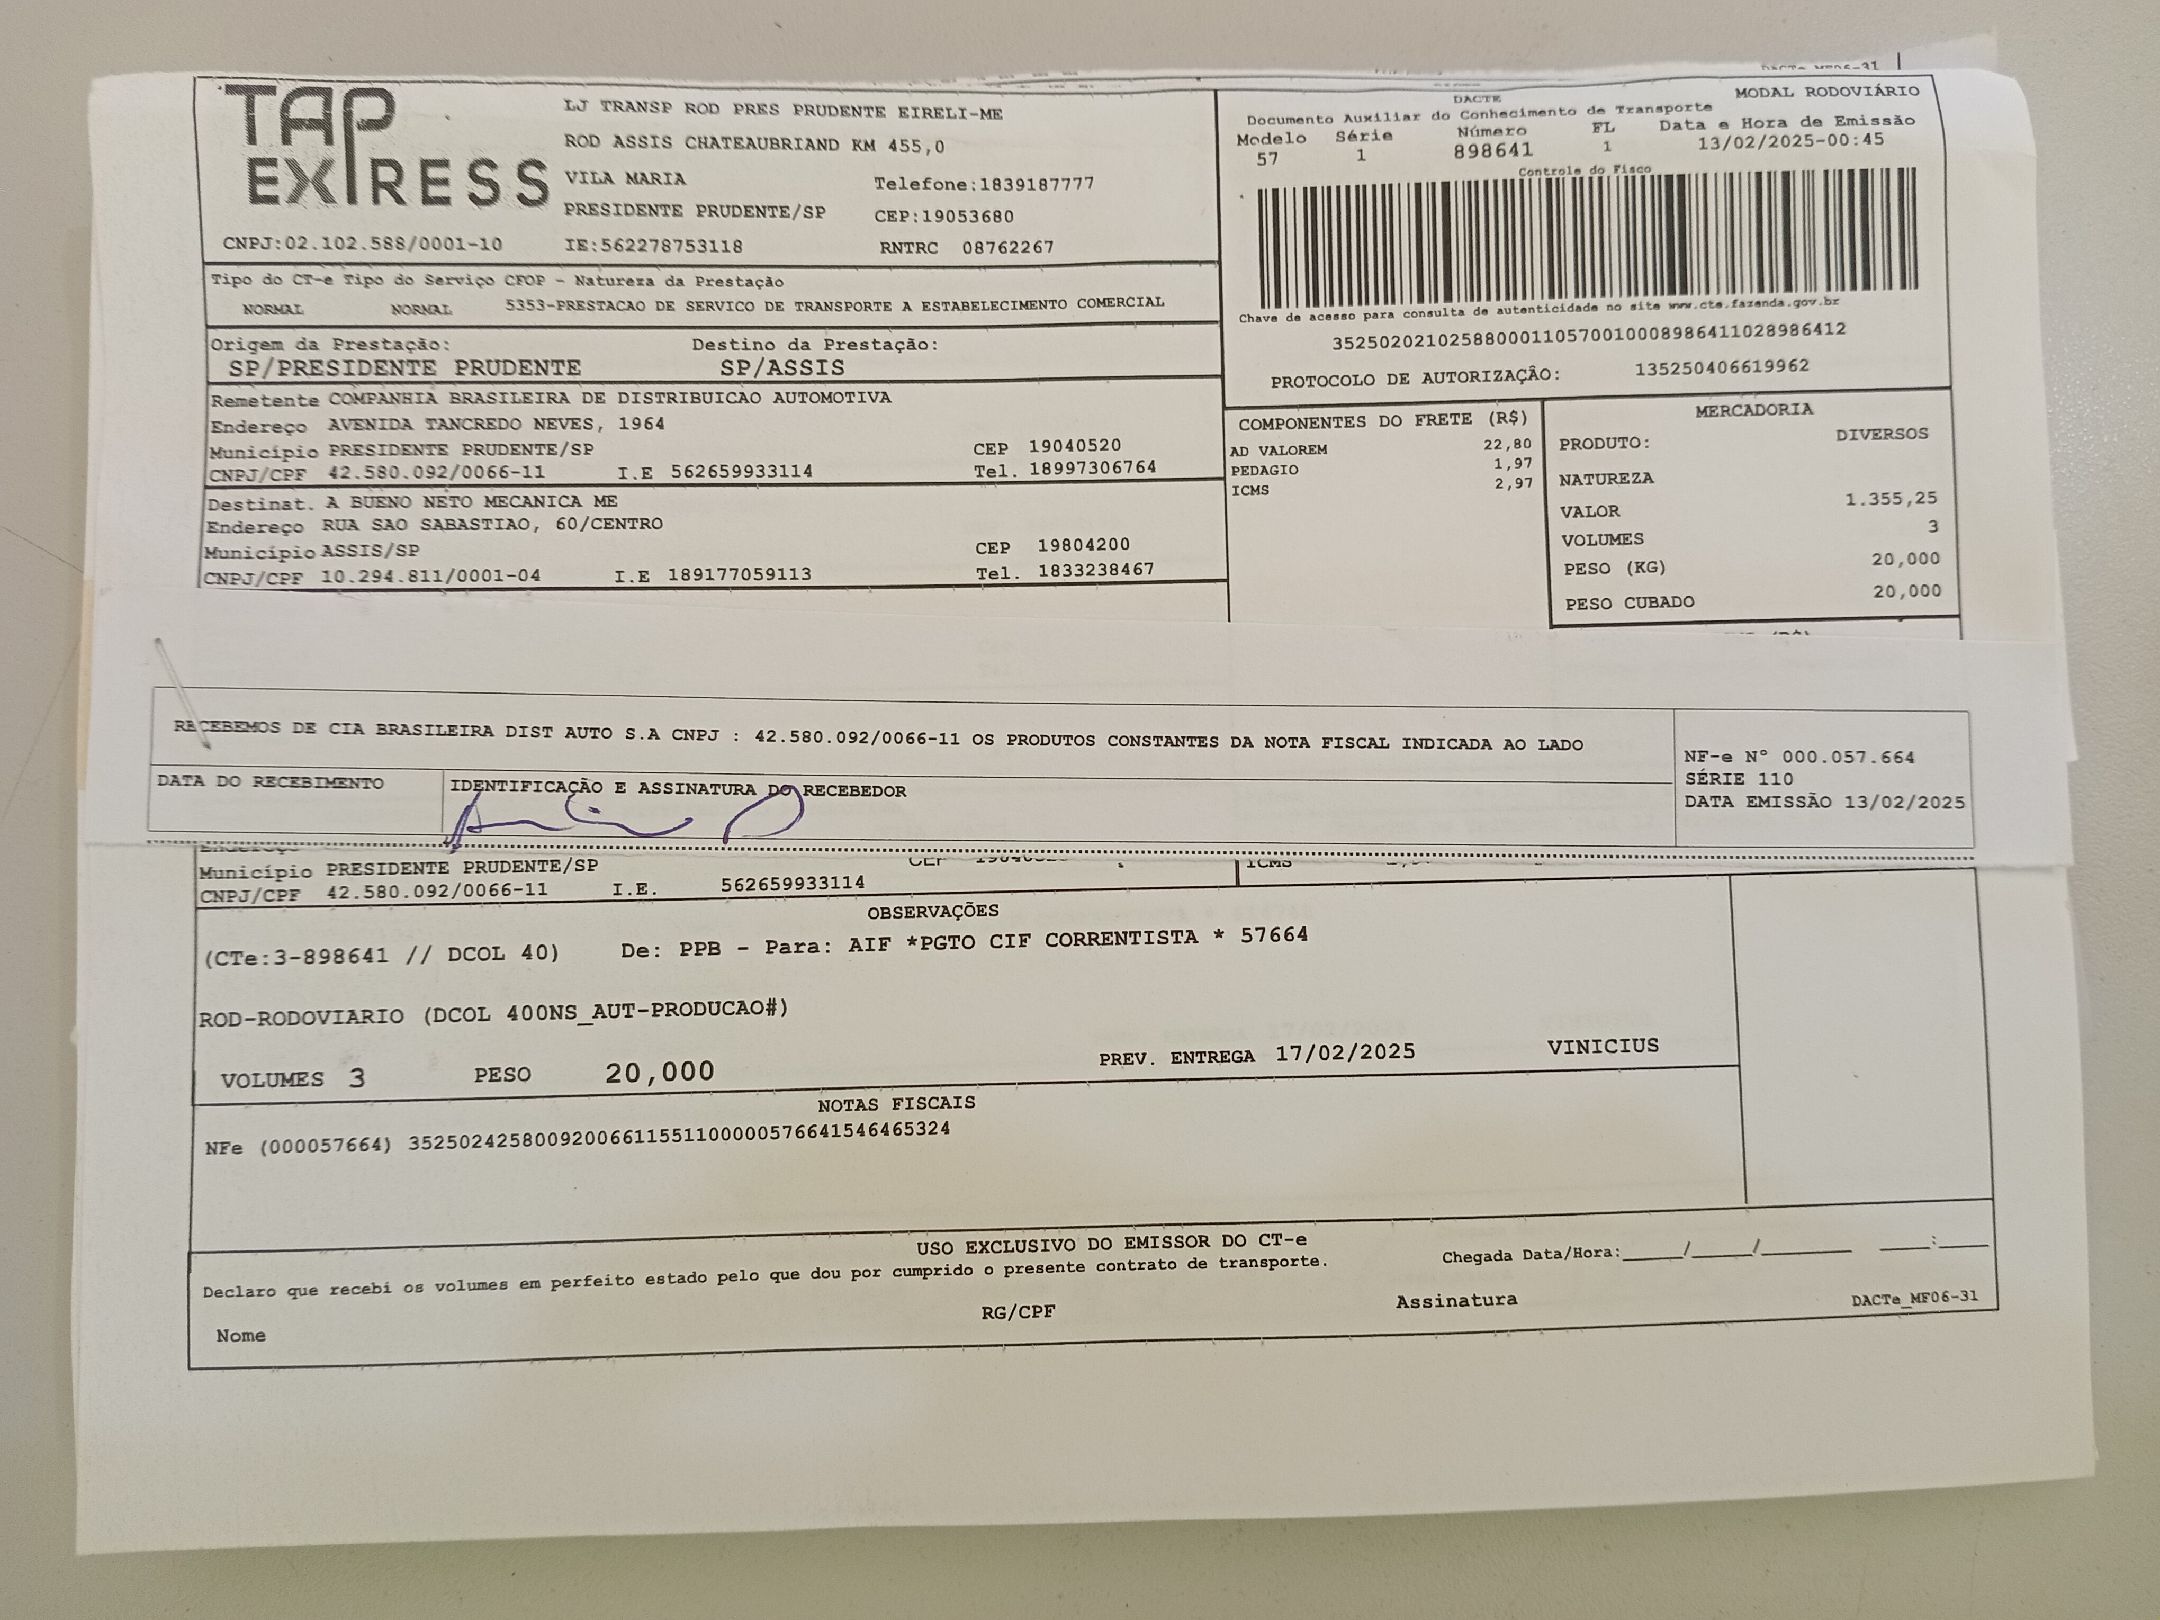 TAP EXPRESS
LJ TRANSP ROD PRES PRUDENTE EIRELI-ME
ROD ASSIS CHATEAUBRIAND KM 455,0
VILA MARIA Telefone:1839187777
PRESIDENTE PRUDENTE/SP CEP:19053680
CNPJ:02.102.588/0001-10 IE:562278753118 RNTRC 08762267
DACTE MODAL RODOVIÁRIO
Documento Auxiliar do Conhecimento de Transporte
Modelo Série Número FL Data e Hora de Emissão
57 1 898641 1 13/02/2025-00:45
Controle do Fisco
Chave de acesso para consulta de autenticidade no site www.cte.fazenda.gov.br
35250202102588000110570010008986411028986412
PROTOCOLO DE AUTORIZAÇÃO: 135250406619962
Tipo do CT-e Tipo do Serviço CFOP - Natureza da Prestação
NORMAL NORMAL 5353-PRESTACAO DE SERVICO DE TRANSPORTE A ESTABELECIMENTO COMERCIAL
Origem da Prestação: Destino da Prestação:
SP/PRESIDENTE PRUDENTE SP/ASSIS
Remetente COMPANHIA BRASILEIRA DE DISTRIBUICAO AUTOMOTIVA
Endereço AVENIDA TANCREDO NEVES, 1964
Município PRESIDENTE PRUDENTE/SP CEP 19040520
CNPJ/CPF 42.580.092/0066-11 I.E 562659933114 Tel. 18997306764
Destinat. A BUENO NETO MECANICA ME
Endereço RUA SAO SABASTIAO, 60/CENTRO
Município ASSIS/SP CEP 19804200
CNPJ/CPF 10.294.811/0001-04 I.E 189177059113 Tel. 1833238467
COMPONENTES DO FRETE (R$)
AD VALOREM 22,80
PEDAGIO 1,97
ICMS 2,97
MERCADORIA
PRODUTO: DIVERSOS
NATUREZA
VALOR 1.355,25
VOLUMES 3
PESO (KG) 20,000
PESO CUBADO 20,000
RECEBEMOS DE CIA BRASILEIRA DIST AUTO S.A CNPJ : 42.580.092/0066-11 OS PRODUTOS CONSTANTES DA NOTA FISCAL INDICADA AO LADO
DATA DO RECEBIMENTO IDENTIFICAÇÃO E ASSINATURA DO RECEBEDOR
NF-e N° 000.057.664
SÉRIE 110
DATA EMISSÃO 13/02/2025
Município PRESIDENTE PRUDENTE/SP
CNPJ/CPF 42.580.092/0066-11 I.E. 562659933114
ICMS
OBSERVAÇÕES
(CTe:3-898641 // DCOL 40) De: PPB - Para: AIF *PGTO CIF CORRENTISTA * 57664
ROD-RODOVIARIO (DCOL 400NS_AUT-PRODUCAO#)
VOLUMES 3 PESO 20,000 PREV. ENTREGA 17/02/2025 VINICIUS
NOTAS FISCAIS
NFe (000057664) 35250242580092006611551100000576641546465324
USO EXCLUSIVO DO EMISSOR DO CT-e
Declaro que recebi os volumes em perfeito estado pelo que dou por cumprido o presente contrato de transporte. Chegada Data/Hora:_____/_____/_______ ____:____
Nome RG/CPF Assinatura DACTe_MF06-31